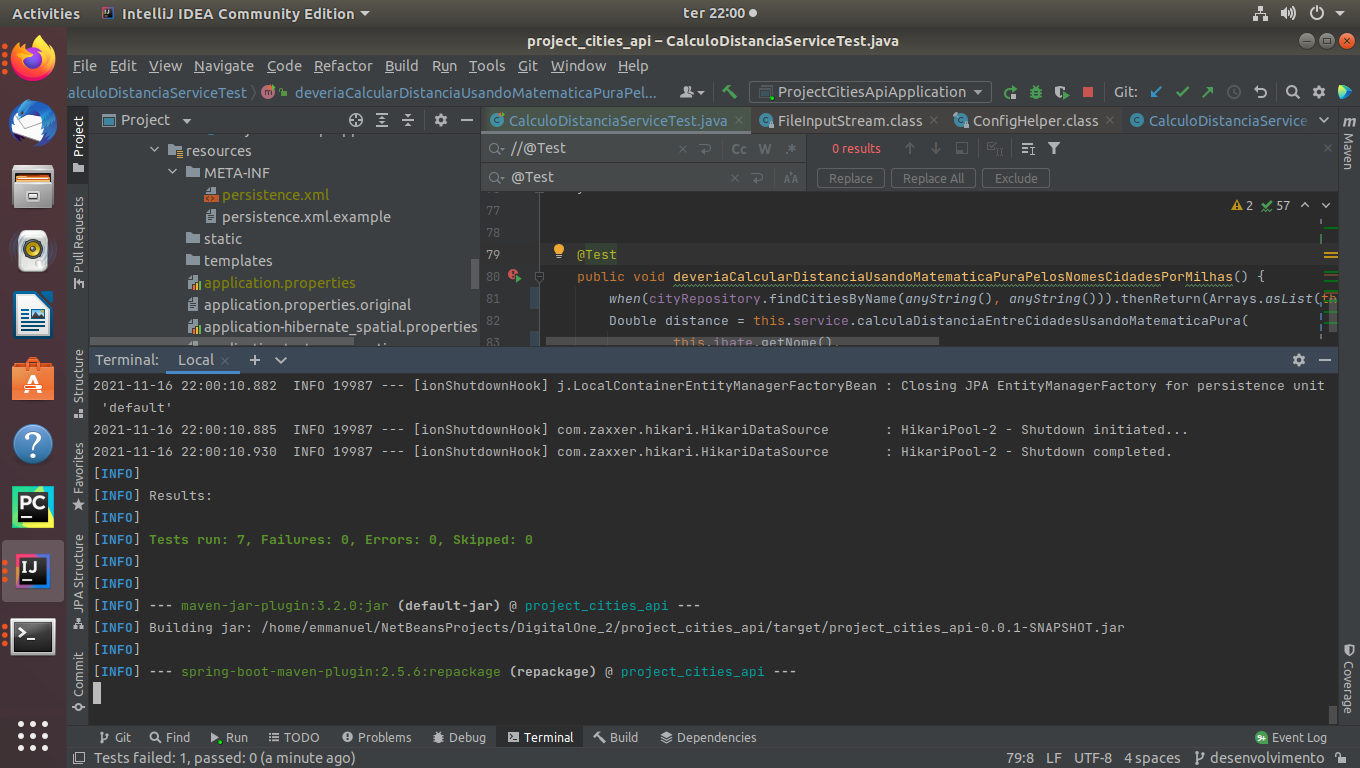 Activities IntelliJ IDEA Community Edition ter 22:00
project_cities_api – CalculoDistanciaServiceTest.java
File Edit View Navigate Code Refactor Build Run Tools Git Window Help
alculoDistanciaServiceTest deveriaCalcularDistanciaUsandoMatematicaPuraPel... ProjectCitiesApiApplication Git:
Project
CalculoDistanciaServiceTest.java FileInputStream.class ConfigHelper.class CalculoDistanciaService
resources
META-INF
persistence.xml
persistence.xml.example
static
templates
application.properties
application.properties.original
application-hibernate_spatial.properties
//@Test Cc W .* 0 results
@Test Replace Replace All Exclude
2 57
77
78
79 @Test
80 public void deveriaCalcularDistanciaUsandoMatematicaPuraPelosNomesCidadesPorMilhas() {
81 when(cityRepository.findCitiesByName(anyString(), anyString())).thenReturn(Arrays.asList(th
82 Double distance = this.service.calculaDistanciaEntreCidadesUsandoMatematicaPura(
83 this.ibate.getNome(),
Project
Pull Requests
Structure
Favorites
JPA Structure
Commit
Maven
Coverage
Terminal: Local
2021-11-16 22:00:10.882 INFO 19987 --- [ionShutdownHook] j.LocalContainerEntityManagerFactoryBean : Closing JPA EntityManagerFactory for persistence unit
'default'
2021-11-16 22:00:10.885 INFO 19987 --- [ionShutdownHook] com.zaxxer.hikari.HikariDataSource : HikariPool-2 - Shutdown initiated...
2021-11-16 22:00:10.930 INFO 19987 --- [ionShutdownHook] com.zaxxer.hikari.HikariDataSource : HikariPool-2 - Shutdown completed.
[INFO]
[INFO] Results:
[INFO]
[INFO] Tests run: 7, Failures: 0, Errors: 0, Skipped: 0
[INFO]
[INFO]
[INFO] --- maven-jar-plugin:3.2.0:jar (default-jar) @ project_cities_api ---
[INFO] Building jar: /home/emmanuel/NetBeansProjects/DigitalOne_2/project_cities_api/target/project_cities_api-0.0.1-SNAPSHOT.jar
[INFO]
[INFO] --- spring-boot-maven-plugin:2.5.6:repackage (repackage) @ project_cities_api ---
Git Find Run TODO Problems Debug Terminal Build Dependencies 9+ Event Log
Tests failed: 1, passed: 0 (a minute ago) 79:8 LF UTF-8 4 spaces desenvolvimento